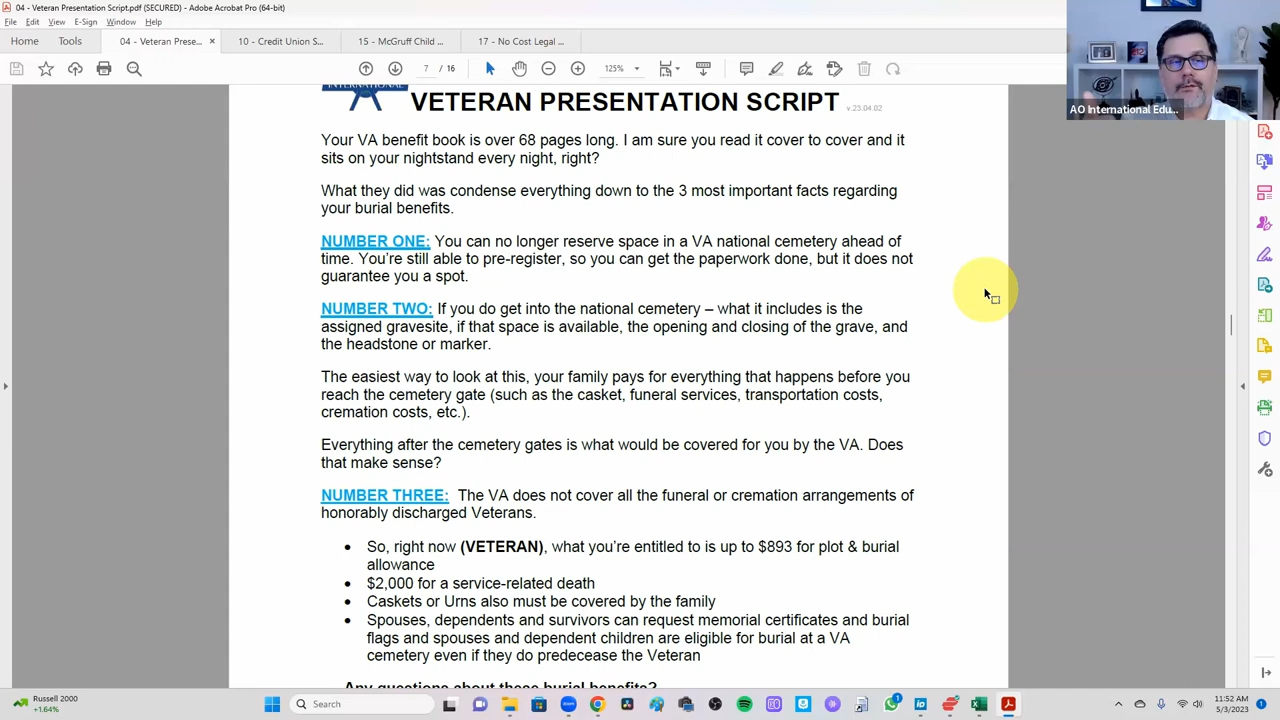 04 - Veteran Presentation Script.pdf (SECURED) - Adobe Acrobat Pro (64-bit)
File Edit View E-Sign Window Help
Home Tools 04 - Veteran Prese... × 10 - Credit Union S... 15 - McGruff Child ... 17 - No Cost Legal ...
7 / 16 125%
AO International Edu...
INTERNATIONAL
VETERAN PRESENTATION SCRIPT v.23.04.02
Your VA benefit book is over 68 pages long. I am sure you read it cover to cover and it
sits on your nightstand every night, right?
What they did was condense everything down to the 3 most important facts regarding
your burial benefits.
NUMBER ONE: You can no longer reserve space in a VA national cemetery ahead of
time. You're still able to pre-register, so you can get the paperwork done, but it does not
guarantee you a spot.
NUMBER TWO: If you do get into the national cemetery – what it includes is the
assigned gravesite, if that space is available, the opening and closing of the grave, and
the headstone or marker.
The easiest way to look at this, your family pays for everything that happens before you
reach the cemetery gate (such as the casket, funeral services, transportation costs,
cremation costs, etc.).
Everything after the cemetery gates is what would be covered for you by the VA. Does
that make sense?
NUMBER THREE: The VA does not cover all the funeral or cremation arrangements of
honorably discharged Veterans.
• So, right now (VETERAN), what you're entitled to is up to $893 for plot & burial
allowance
• $2,000 for a service-related death
• Caskets or Urns also must be covered by the family
• Spouses, dependents and survivors can request memorial certificates and burial
flags and spouses and dependent children are eligible for burial at a VA
cemetery even if they do predecease the Veteran
Any questions about these burial benefits?
Russell 2000
+1.64%
Search
1
11:52 AM
5/3/2023